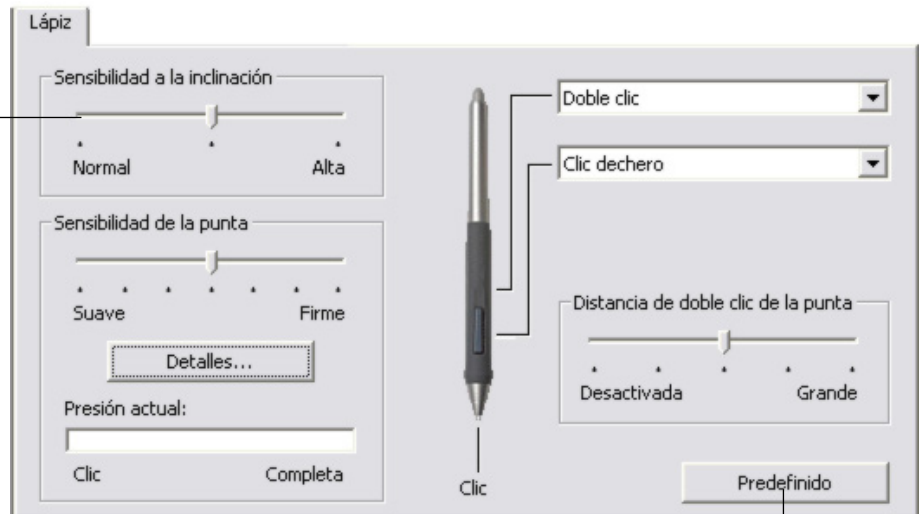 Lápiz
Sensibilidad a la inclinación
Normal Alta
Sensibilidad de la punta
Suave Firme
Detalles...
Presión actual:
Clic Completa
Doble clic
Clic dechero
Clic
Distancia de doble clic de la punta
Desactivada Grande
Predefinido